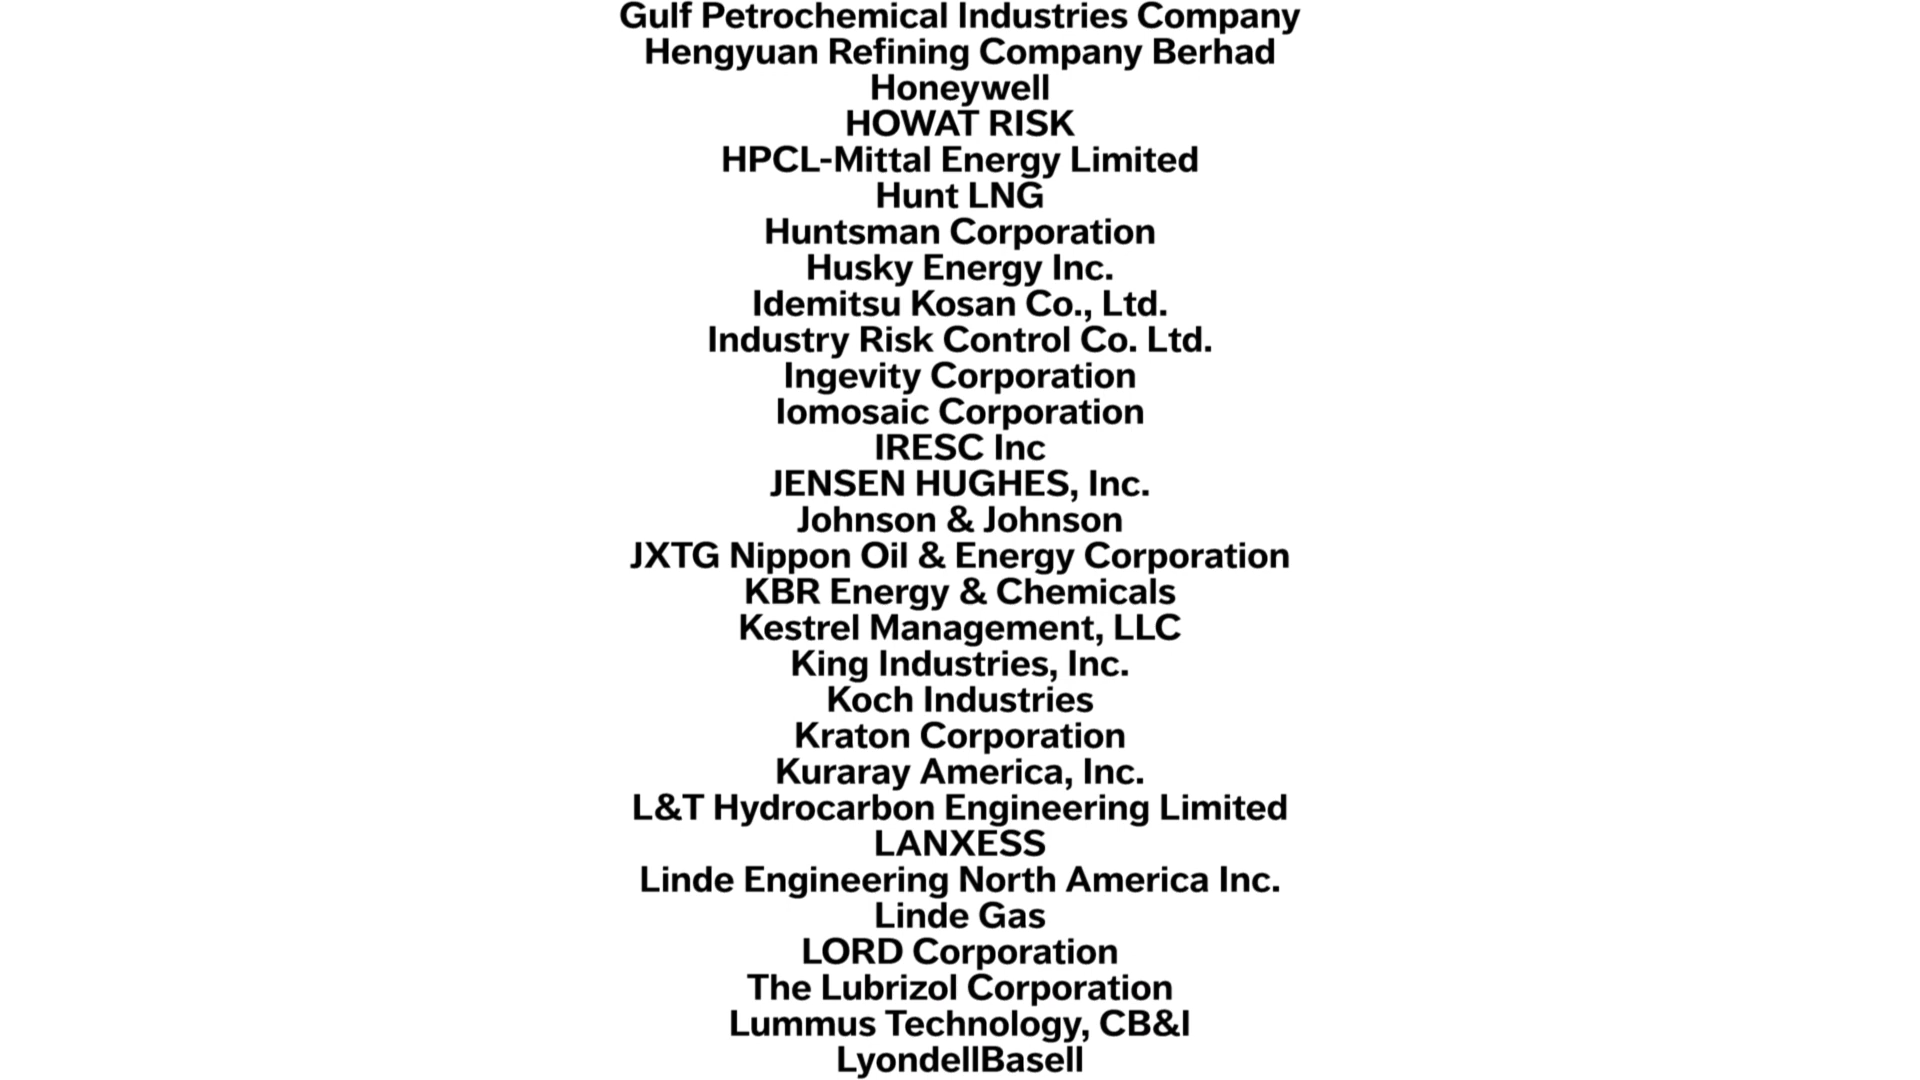 Gulf Petrochemical Industries Company
Hengyuan Refining Company Berhad
Honeywell
HOWAT RISK
HPCL-Mittal Energy Limited
Hunt LNG
Huntsman Corporation
Husky Energy Inc.
Idemitsu Kosan Co., Ltd.
Industry Risk Control Co. Ltd.
Ingevity Corporation
Iomosaic Corporation
IRESC Inc
JENSEN HUGHES, Inc.
Johnson & Johnson
JXTG Nippon Oil & Energy Corporation
KBR Energy & Chemicals
Kestrel Management, LLC
King Industries, Inc.
Koch Industries
Kraton Corporation
Kuraray America, Inc.
L&T Hydrocarbon Engineering Limited
LANXESS
Linde Engineering North America Inc.
Linde Gas
LORD Corporation
The Lubrizol Corporation
Lummus Technology, CB&I
LyondellBasell